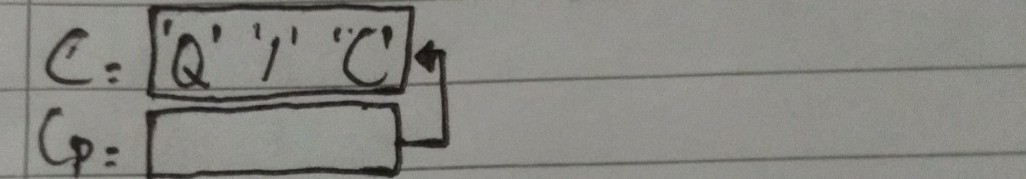 C= 'Q' '/' 'C'
Cp=